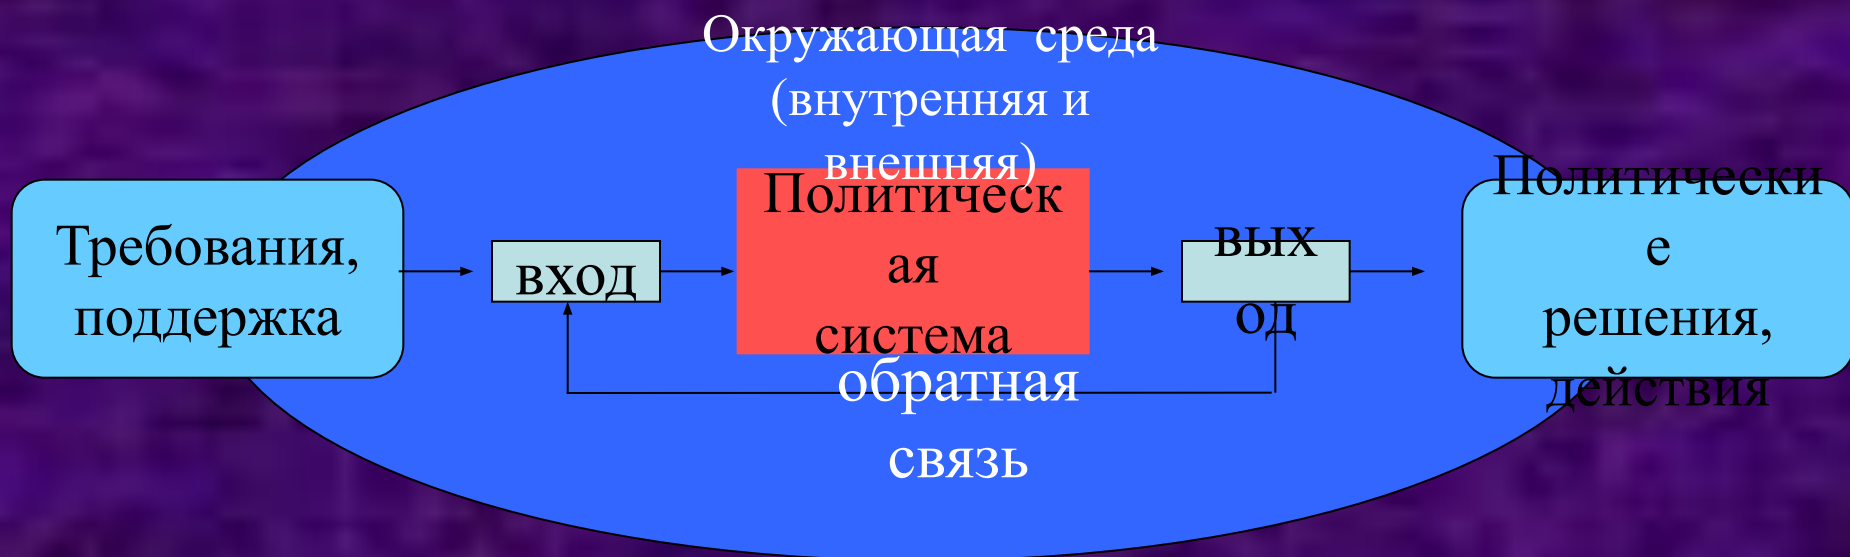 Окружающая среда
(внутренняя и
внешняя)
Требования,
поддержка
вход
Политическ
ая
система
вых
од
Политически
е
решения,
действия
обратная
связь